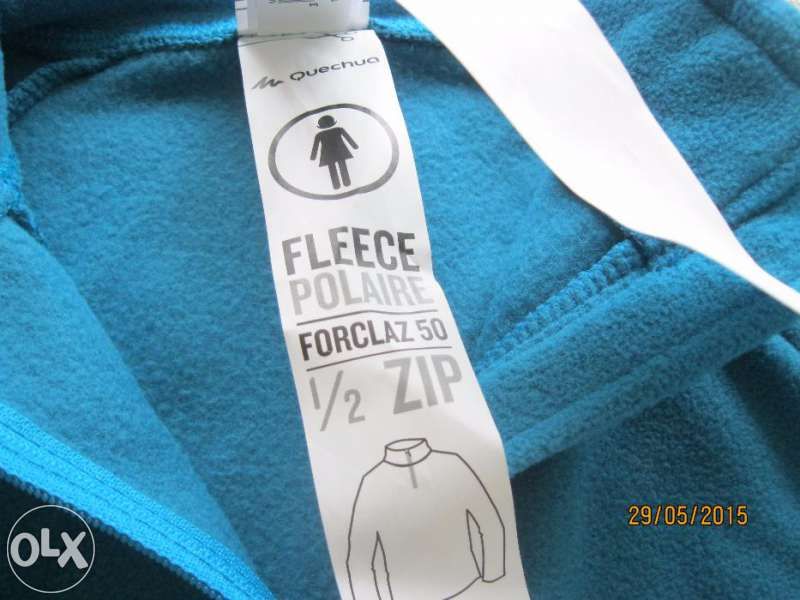 Quechua
FLEECE
POLAIRE
FORCLAZ 50
1/2 ZIP
29/05/2015
OLX